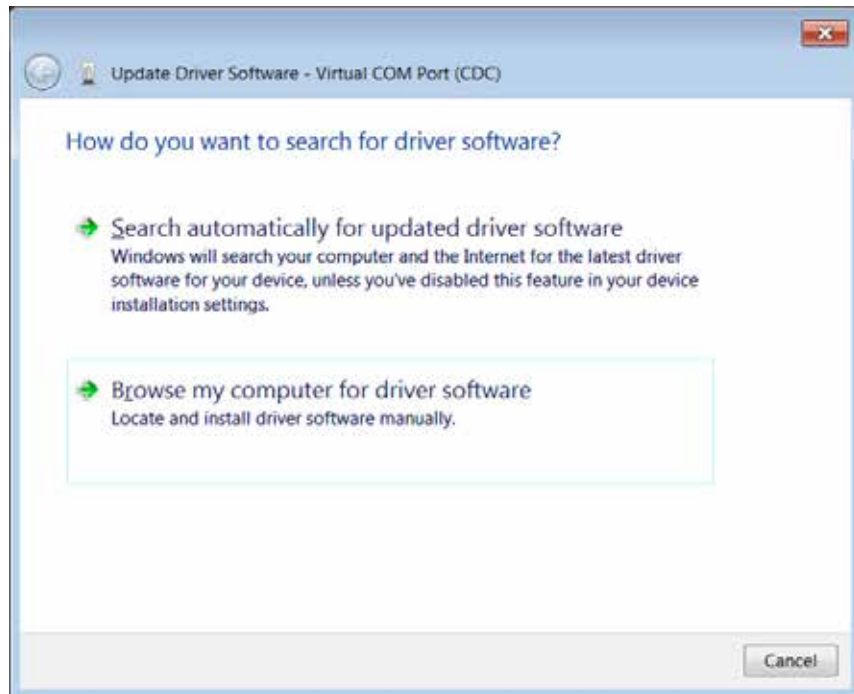 Update Driver Software - Virtual COM Port (CDC)
How do you want to search for driver software?
Search automatically for updated driver software
Windows will search your computer and the Internet for the latest driver
software for your device, unless you've disabled this feature in your device
installation settings.
Browse my computer for driver software
Locate and install driver software manually.
Cancel